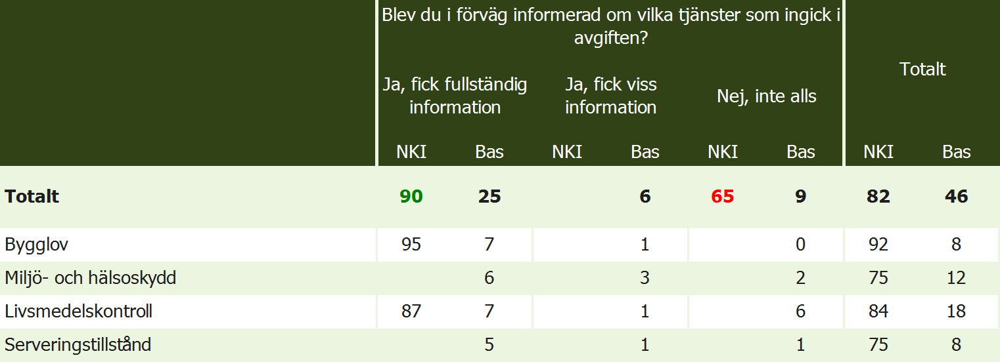 Blev du i förväg informerad om vilka tjänster som ingick i
avgiften?
Totalt
Ja, fick fullständig
information
Ja, fick viss
information
Nej, inte alls
NKI Bas NKI Bas NKI Bas NKI Bas
Totalt 90 25 6 65 9 82 46
Bygglov 95 7 1 0 92 8
Miljö- och hälsoskydd 6 3 2 75 12
Livsmedelskontroll 87 7 1 6 84 18
Serveringstillstånd 5 1 1 75 8